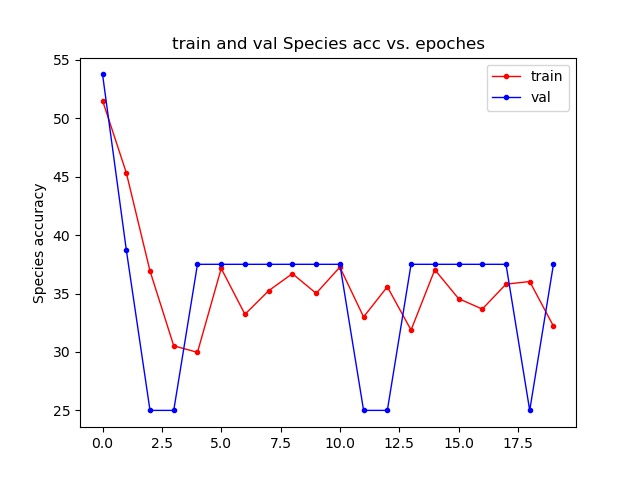 train and val Species acc vs. epoches
train
val
Species accuracy
55
50
45
40
35
30
25
0.0 2.5 5.0 7.5 10.0 12.5 15.0 17.5